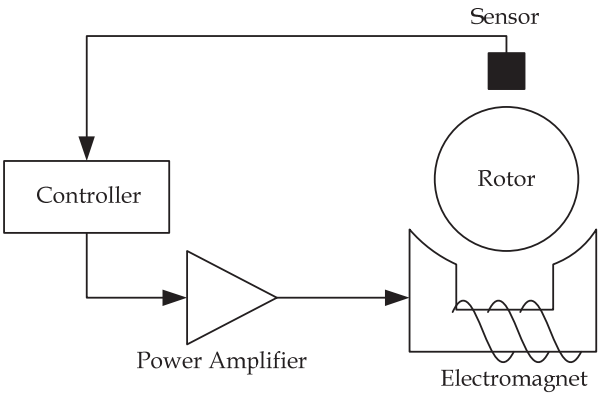 Sensor
Controller
Rotor
Power Amplifier
Electromagnet